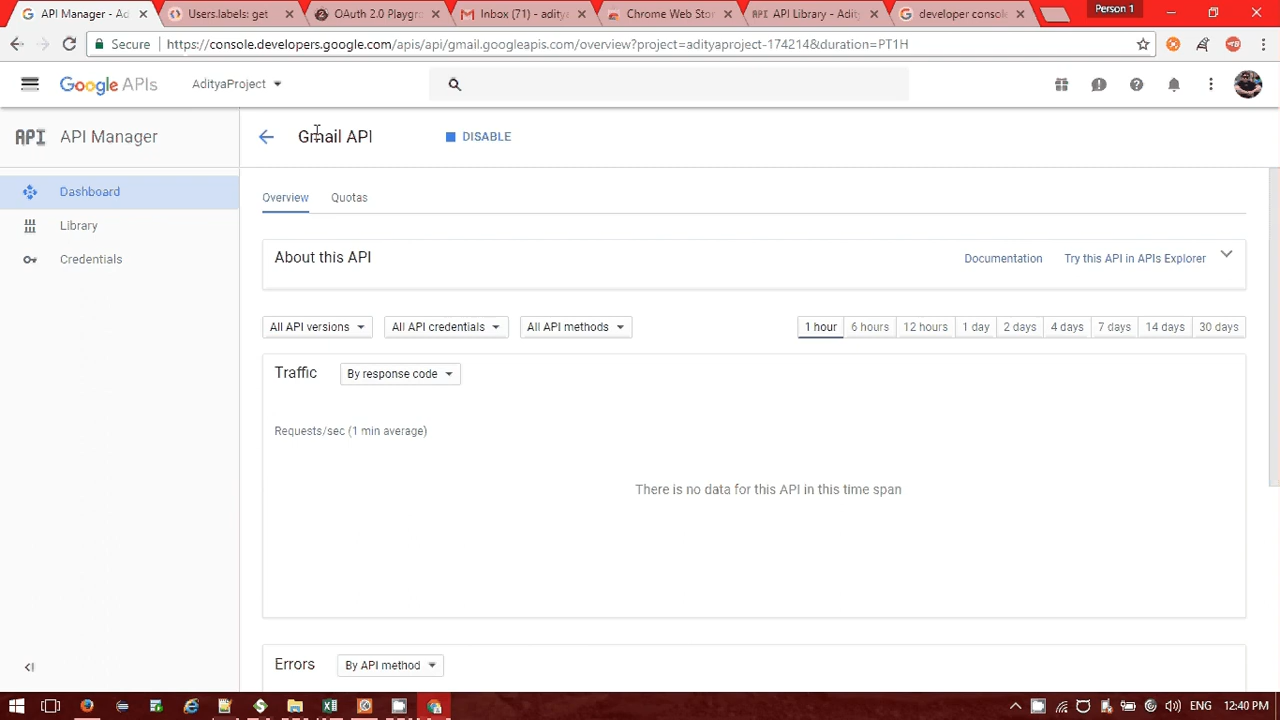 API Manager - Ad
Users.labels: get
OAuth 2.0 Playgr
Inbox (71) - aditya
Chrome Web Sto
API API Library - Adit
developer console
Person 1
Secure
https://console.developers.google.com/apis/api/gmail.googleapis.com/overview?project=adityaproject-174214&duration=PT1H
Google APIs
AdityaProject
API API Manager
Gmail API
DISABLE
Dashboard
Library
Credentials
Overview
Quotas
About this API
Documentation
Try this API in APIs Explorer
All API versions
All API credentials
All API methods
1 hour
6 hours
12 hours
1 day
2 days
4 days
7 days
14 days
30 days
Traffic
By response code
Requests/sec (1 min average)
There is no data for this API in this time span
Errors
By API method
ENG
12:40 PM